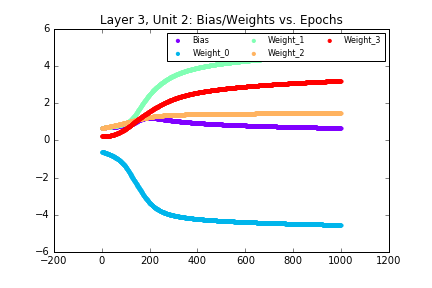 Layer 3, Unit 2: Bias/Weights vs. Epochs
6
Bias Weight_1 Weight_3
Weight_0 Weight_2
4
2
0
−2
−4
−6
−200 0 200 400 600 800 1000 1200